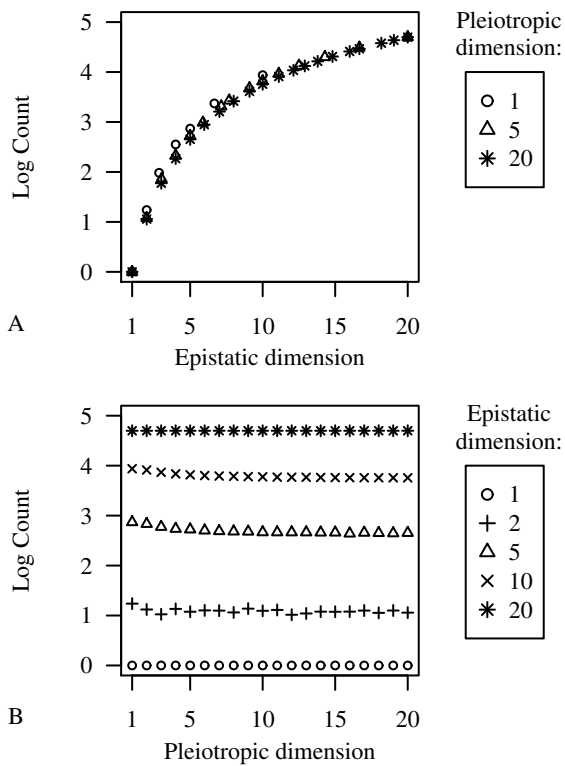 Pleiotropic
dimension:
1
5
20
5
4
3
2
1
0
Log Count
1 5 10 15 20
Epistatic dimension
A
Epistatic
dimension:
1
2
5
10
20
5
4
3
2
1
0
Log Count
1 5 10 15 20
Pleiotropic dimension
B